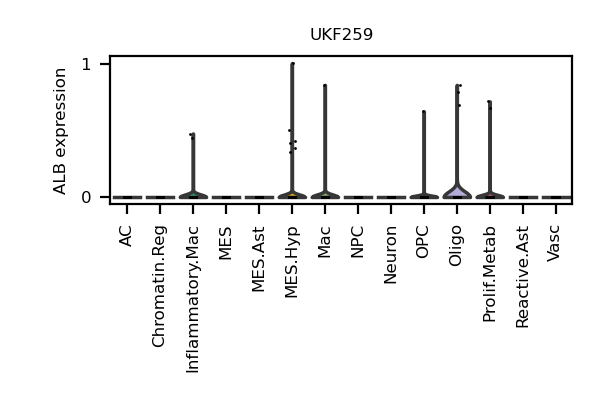 UKF259
ALB expression
1
0
AC
Chromatin.Reg
Inflammatory.Mac
MES
MES.Ast
MES.Hyp
Mac
NPC
Neuron
OPC
Oligo
Prolif.Metab
Reactive.Ast
Vasc